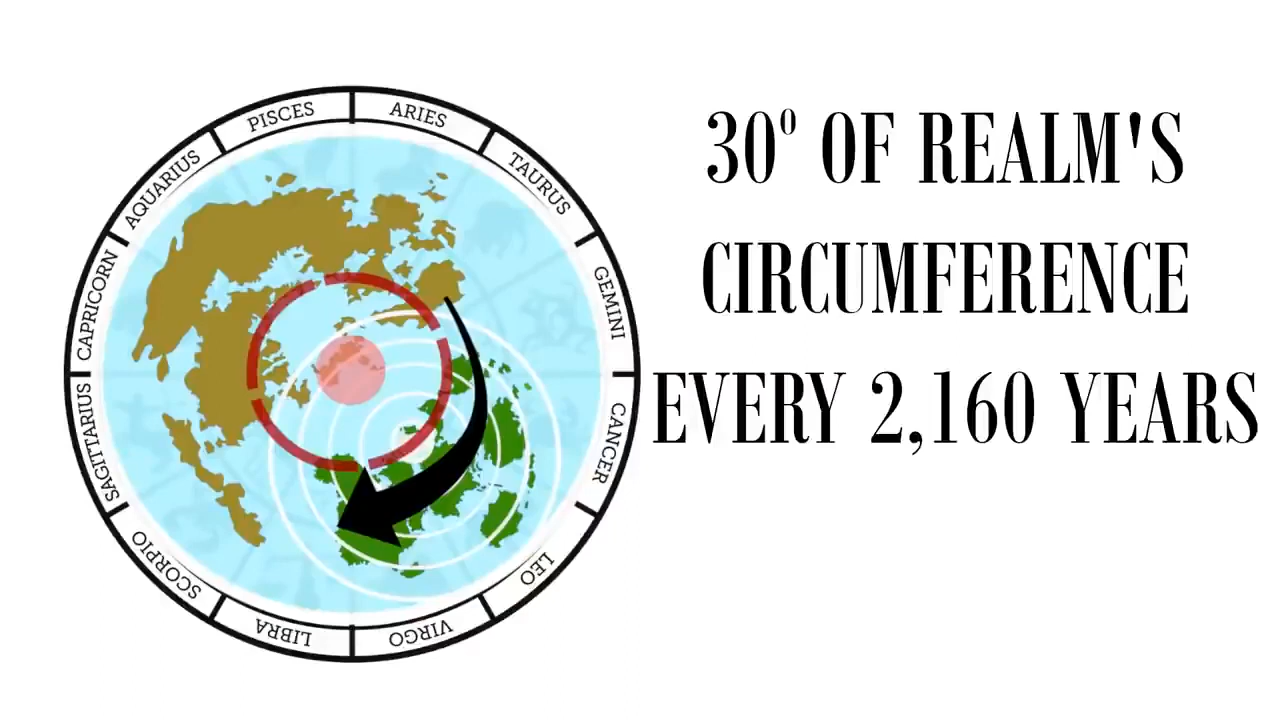 PISCES
ARIES
AQUARIUS
TAURUS
CAPRICORN
GEMINI
SAGITTARIUS
CANCER
SCORPIO
LEO
LIBRA
VIRGO
30º OF REALM'S
CIRCUMFERENCE
EVERY 2,160 YEARS